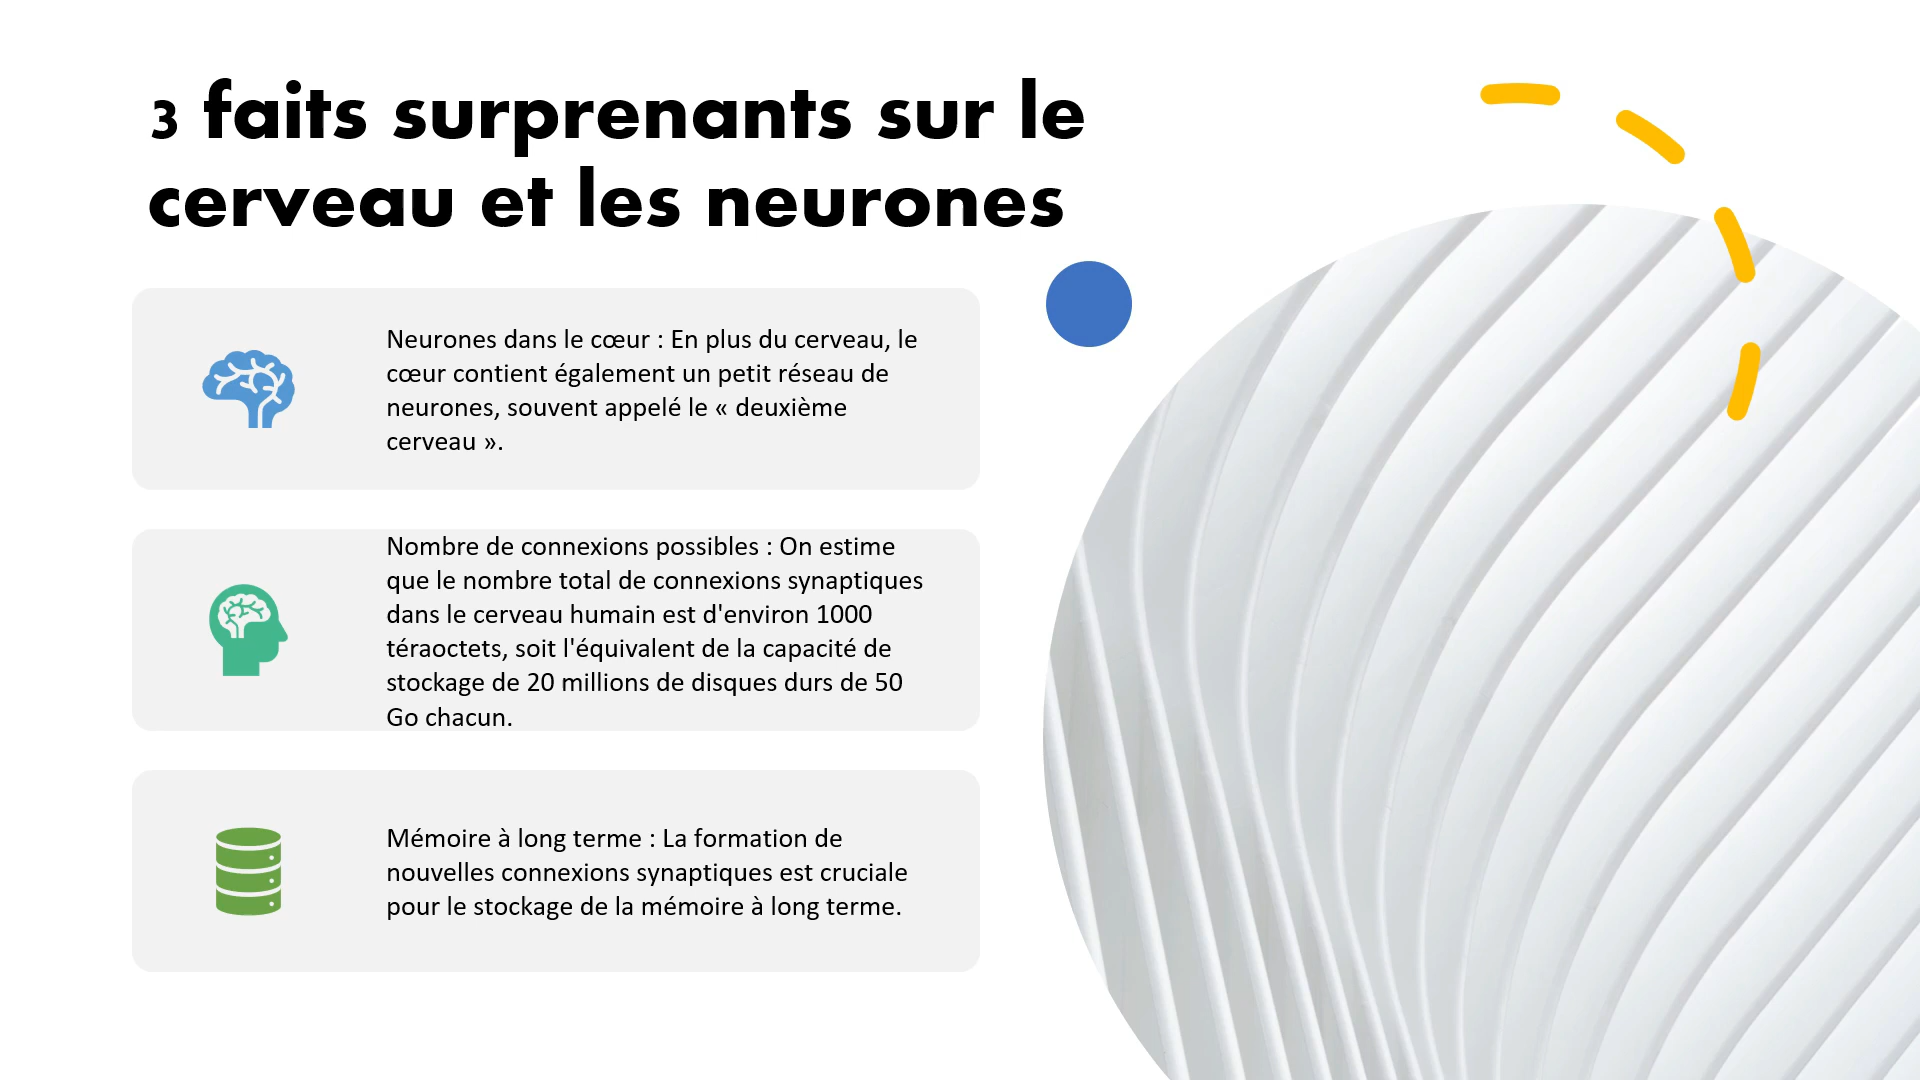 3 faits surprenants sur le
cerveau et les neurones
Neurones dans le cœur : En plus du cerveau, le
cœur contient également un petit réseau de
neurones, souvent appelé le « deuxième
cerveau ».
Nombre de connexions possibles : On estime
que le nombre total de connexions synaptiques
dans le cerveau humain est d'environ 1000
téraoctets, soit l'équivalent de la capacité de
stockage de 20 millions de disques durs de 50
Go chacun.
Mémoire à long terme : La formation de
nouvelles connexions synaptiques est cruciale
pour le stockage de la mémoire à long terme.